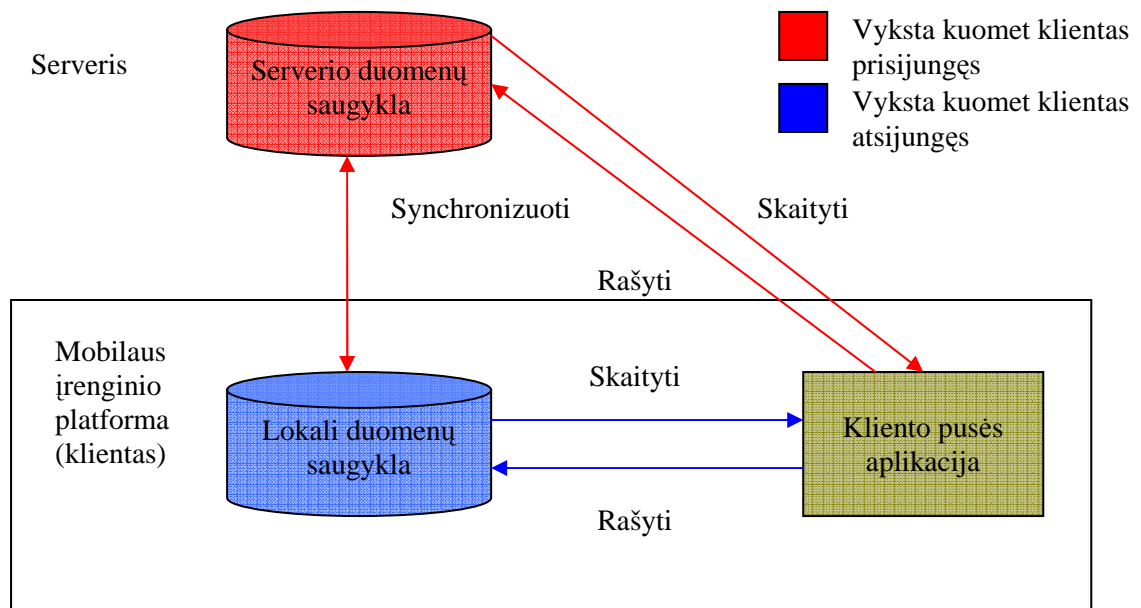 Serveris
Serverio duomenų
saugykla
Vyksta kuomet klientas
prisijungęs
Vyksta kuomet klientas
atsijungęs
Synchronizuoti
Skaityti
Rašyti
Mobilaus
įrenginio
platforma
(klientas)
Lokali duomenų
saugykla
Skaityti
Rašyti
Kliento pusės
aplikacija